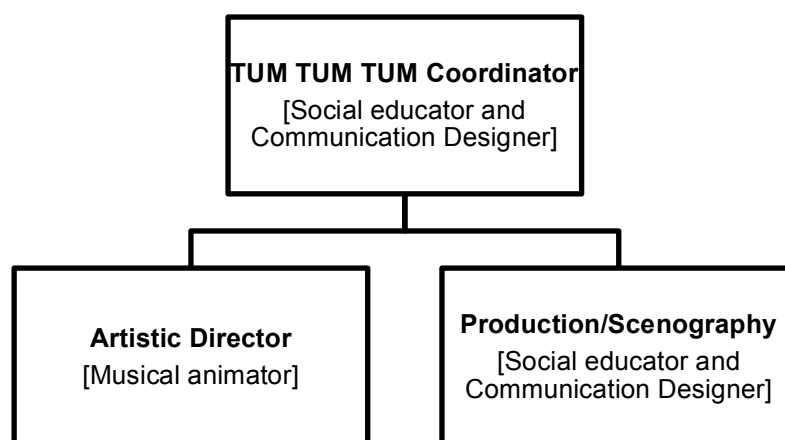 TUM TUM TUM Coordinator
[Social educator and
Communication Designer]
Artistic Director
[Musical animator]
Production/Scenography
[Social educator and
Communication Designer]